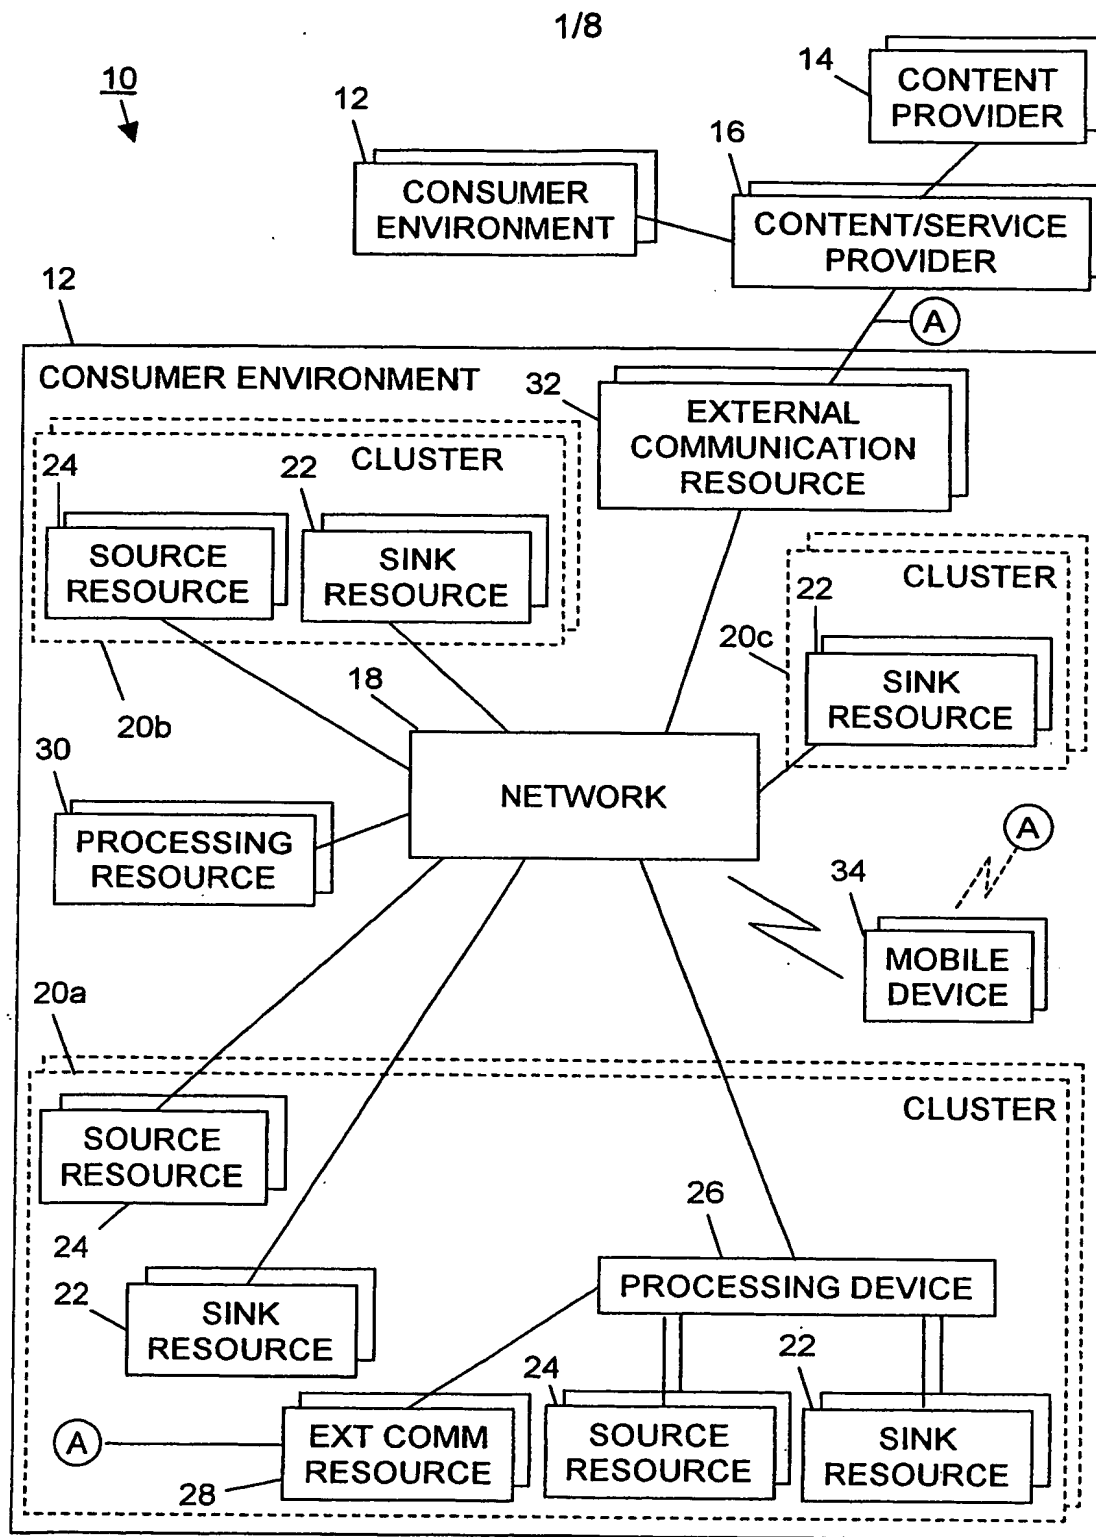 1/8
10
14
CONTENT
PROVIDER
12
16
CONSUMER
ENVIRONMENT
CONTENT/SERVICE
PROVIDER
12
A
CONSUMER ENVIRONMENT
32
EXTERNAL
COMMUNICATION
RESOURCE
24
22
CLUSTER
SOURCE
RESOURCE
SINK
RESOURCE
CLUSTER
22
20c
SINK
RESOURCE
20b
18
30
NETWORK
PROCESSING
RESOURCE
A
34
MOBILE
DEVICE
20a
CLUSTER
SOURCE
RESOURCE
24
26
22
SINK
RESOURCE
PROCESSING DEVICE
24
22
A
EXT COMM
RESOURCE
28
SOURCE
RESOURCE
SINK
RESOURCE